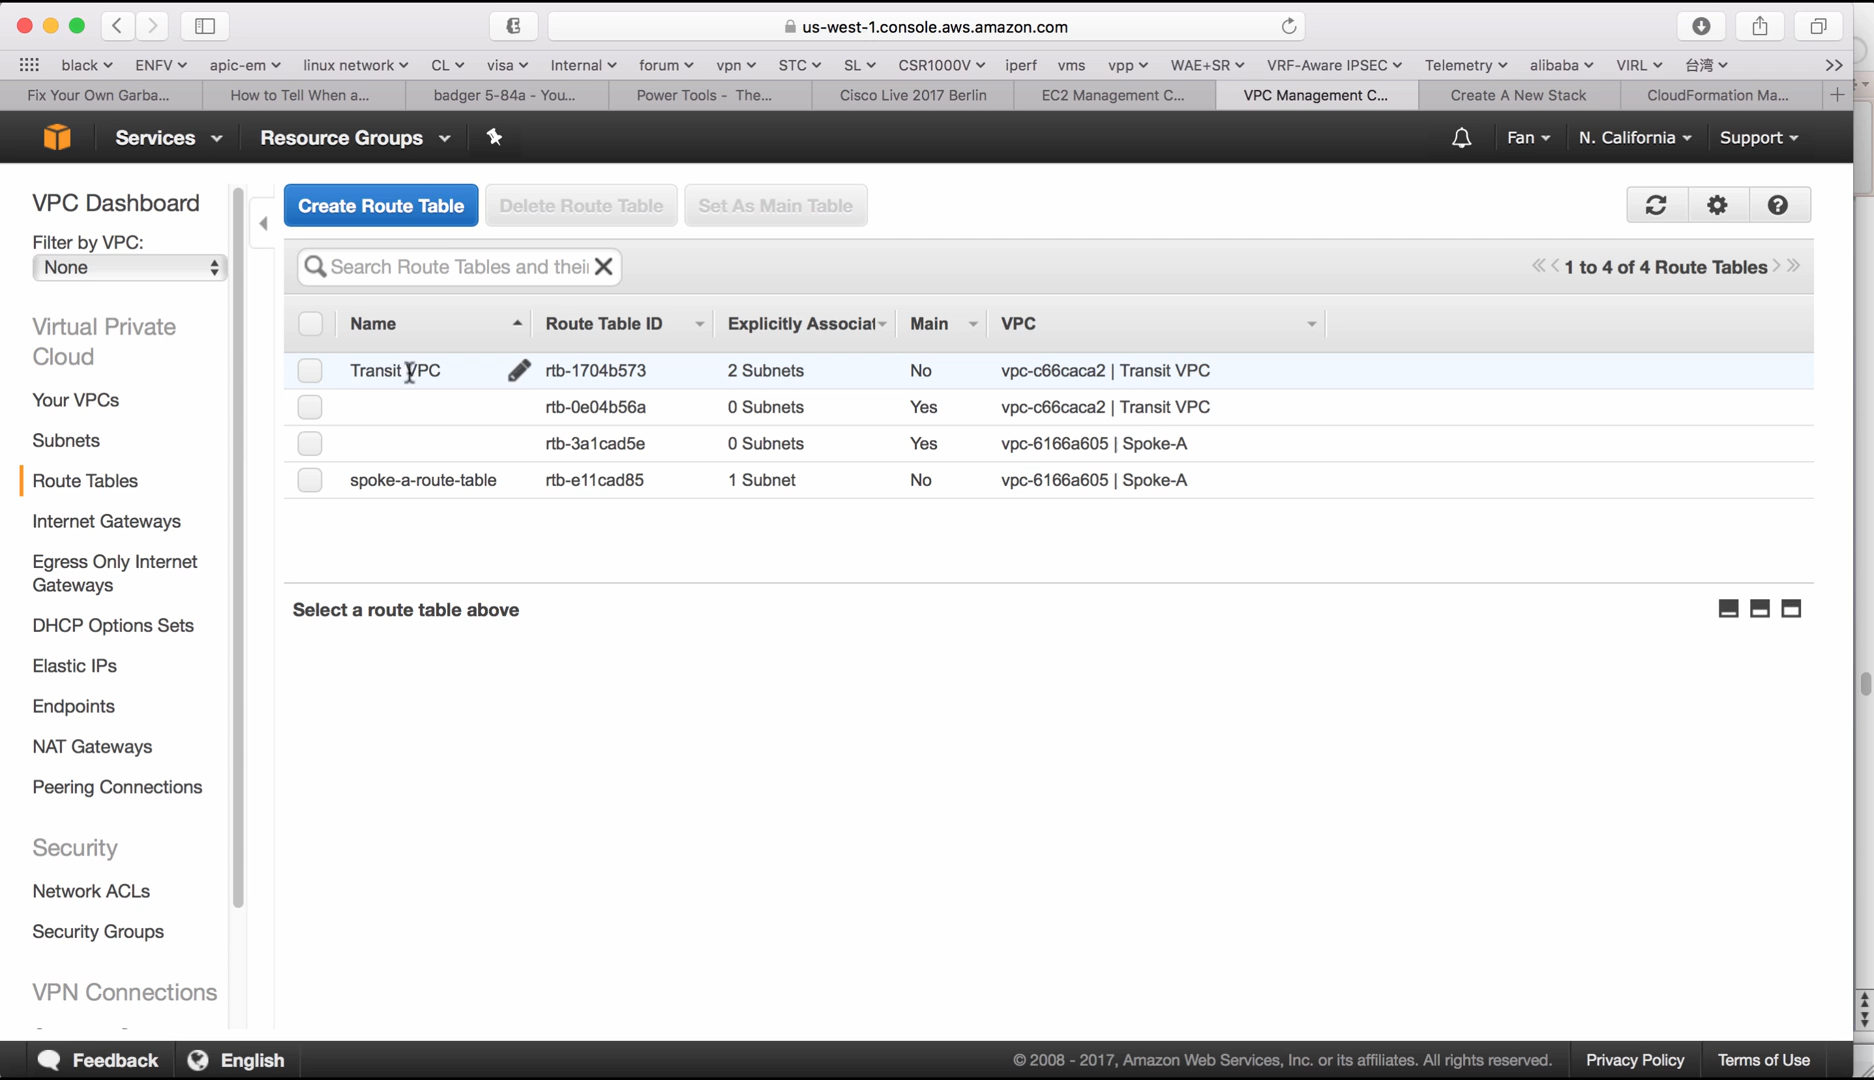 us-west-1.console.aws.amazon.com
black ENFV apic-em linux network CL visa Internal forum vpn STC SL CSR1000V iperf vms vpp WAE+SR VRF-Aware IPSEC Telemetry alibaba VIRL 台湾
Fix Your Own Garba... How to Tell When a... badger 5-84a - You... Power Tools - The... Cisco Live 2017 Berlin EC2 Management C... VPC Management C... Create A New Stack CloudFormation Ma...
Services Resource Groups Fan N. California Support
VPC Dashboard
Filter by VPC:
None
Virtual Private
Cloud
Your VPCs
Subnets
Route Tables
Internet Gateways
Egress Only Internet
Gateways
DHCP Options Sets
Elastic IPs
Endpoints
NAT Gateways
Peering Connections
Security
Network ACLs
Security Groups
VPN Connections
Create Route Table Delete Route Table Set As Main Table
Search Route Tables and thei 1 to 4 of 4 Route Tables
Name Route Table ID Explicitly Associat Main VPC
Transit VPC rtb-1704b573 2 Subnets No vpc-c66caca2 | Transit VPC
rtb-0e04b56a 0 Subnets Yes vpc-c66caca2 | Transit VPC
rtb-3a1cad5e 0 Subnets Yes vpc-6166a605 | Spoke-A
spoke-a-route-table rtb-e11cad85 1 Subnet No vpc-6166a605 | Spoke-A
Select a route table above
Feedback English © 2008 - 2017, Amazon Web Services, Inc. or its affiliates. All rights reserved. Privacy Policy Terms of Use